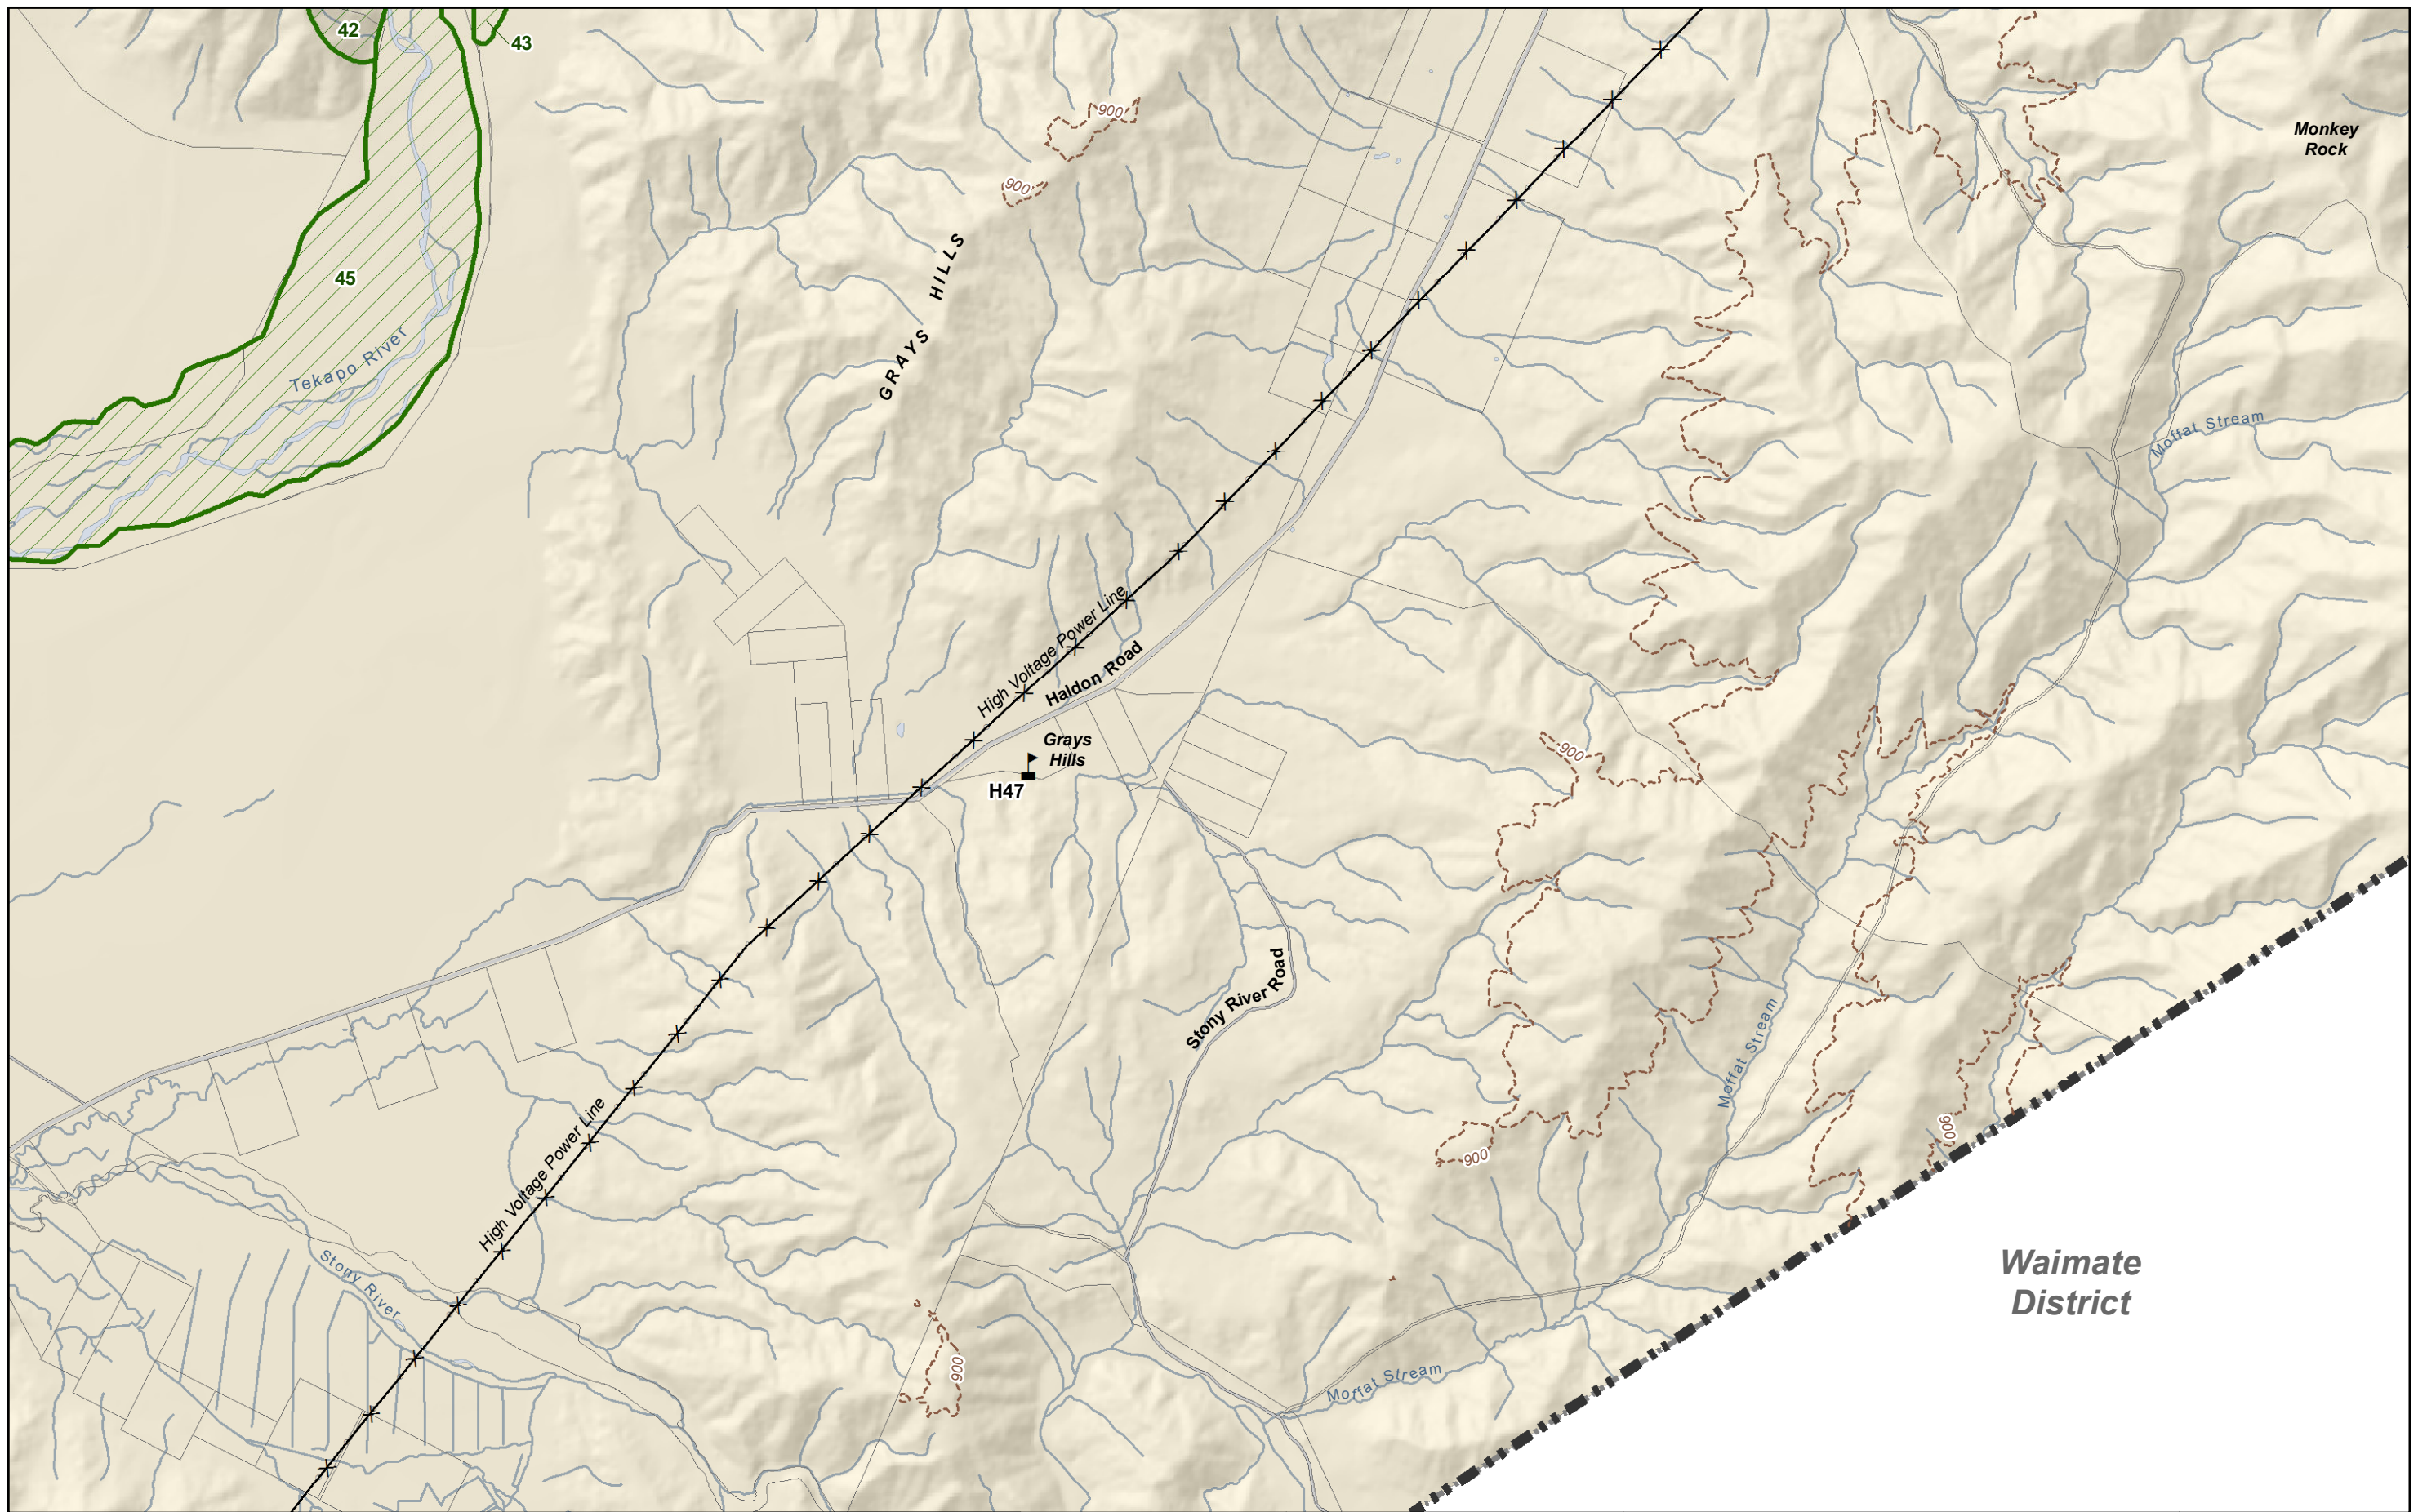 42
43
900
Monkey
Rock
900
45
GRAYS HILLS
Tekapo River
Moffat Stream
High Voltage Power Line
Haldon Road
Grays
Hills
H47
900
Stony River Road
Moffat Stream
High Voltage Power Line
900
900
Stony River
Waimate
District
900
Moffat Stream